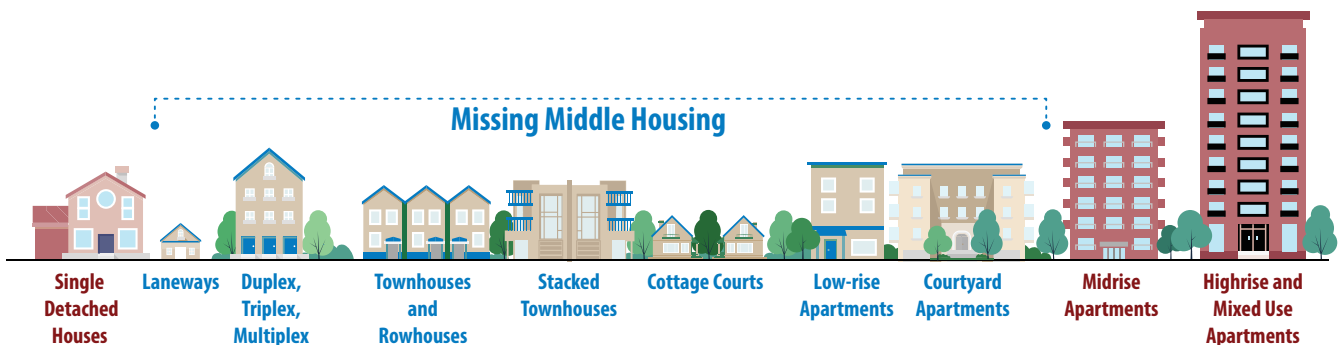 Missing Middle Housing
Single
Detached
Houses
Laneways
Duplex,
Triplex,
Multiplex
Townhouses
and
Rowhouses
Stacked
Townhouses
Cottage Courts
Low-rise
Apartments
Courtyard
Apartments
Midrise
Apartments
Highrise and
Mixed Use
Apartments